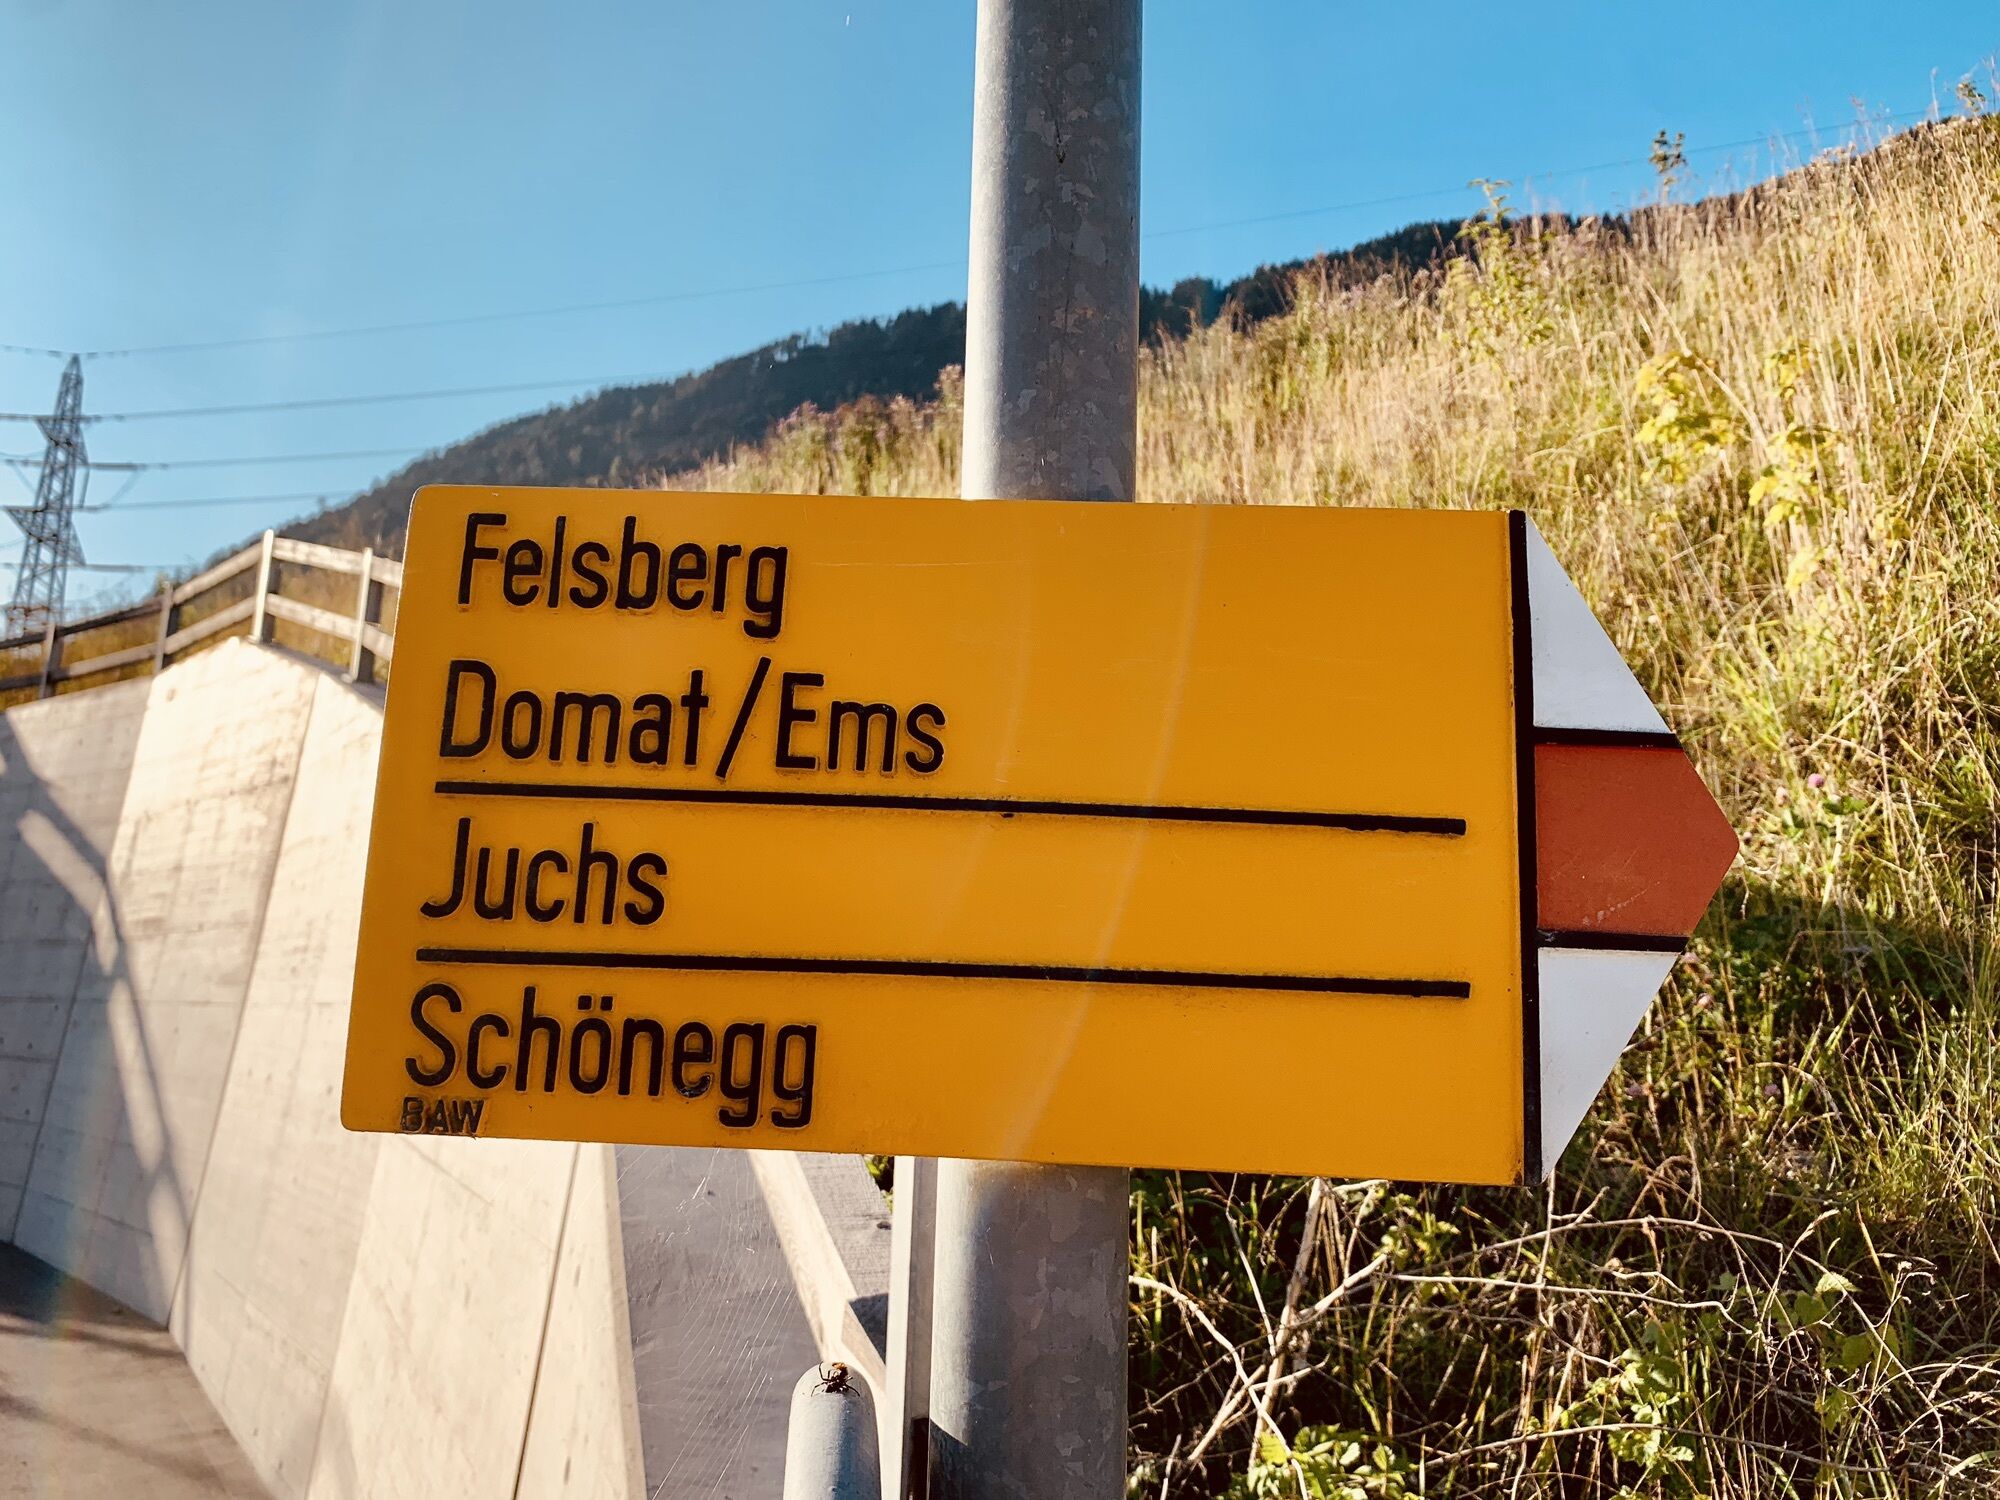 Felsberg
Domat/Ems
Juchs
Schönegg
BAW